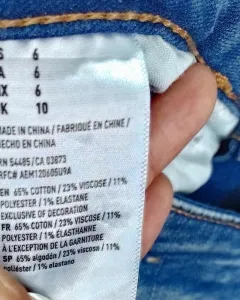 S 6
A 6
X 6
K 10
MADE IN CHINA / FABRIQUÉ EN CHINE /
HECHO EN CHINA
RN 54485/CA 03873
RFC# AEM120605U9A
EN 65% COTTON / 23% VISCOSE / 11%
POLYESTER / 1% ELASTANE
EXCLUSIVE OF DECORATION
FR 65% COTON / 23% VISCOSE / 11%
POLYESTER / 1% ÉLASTHANNE
À L'EXCEPTION DE LA GARNITURE
SP 65% algodón / 23% viscosa / 11%
poliéster / 1% elastano